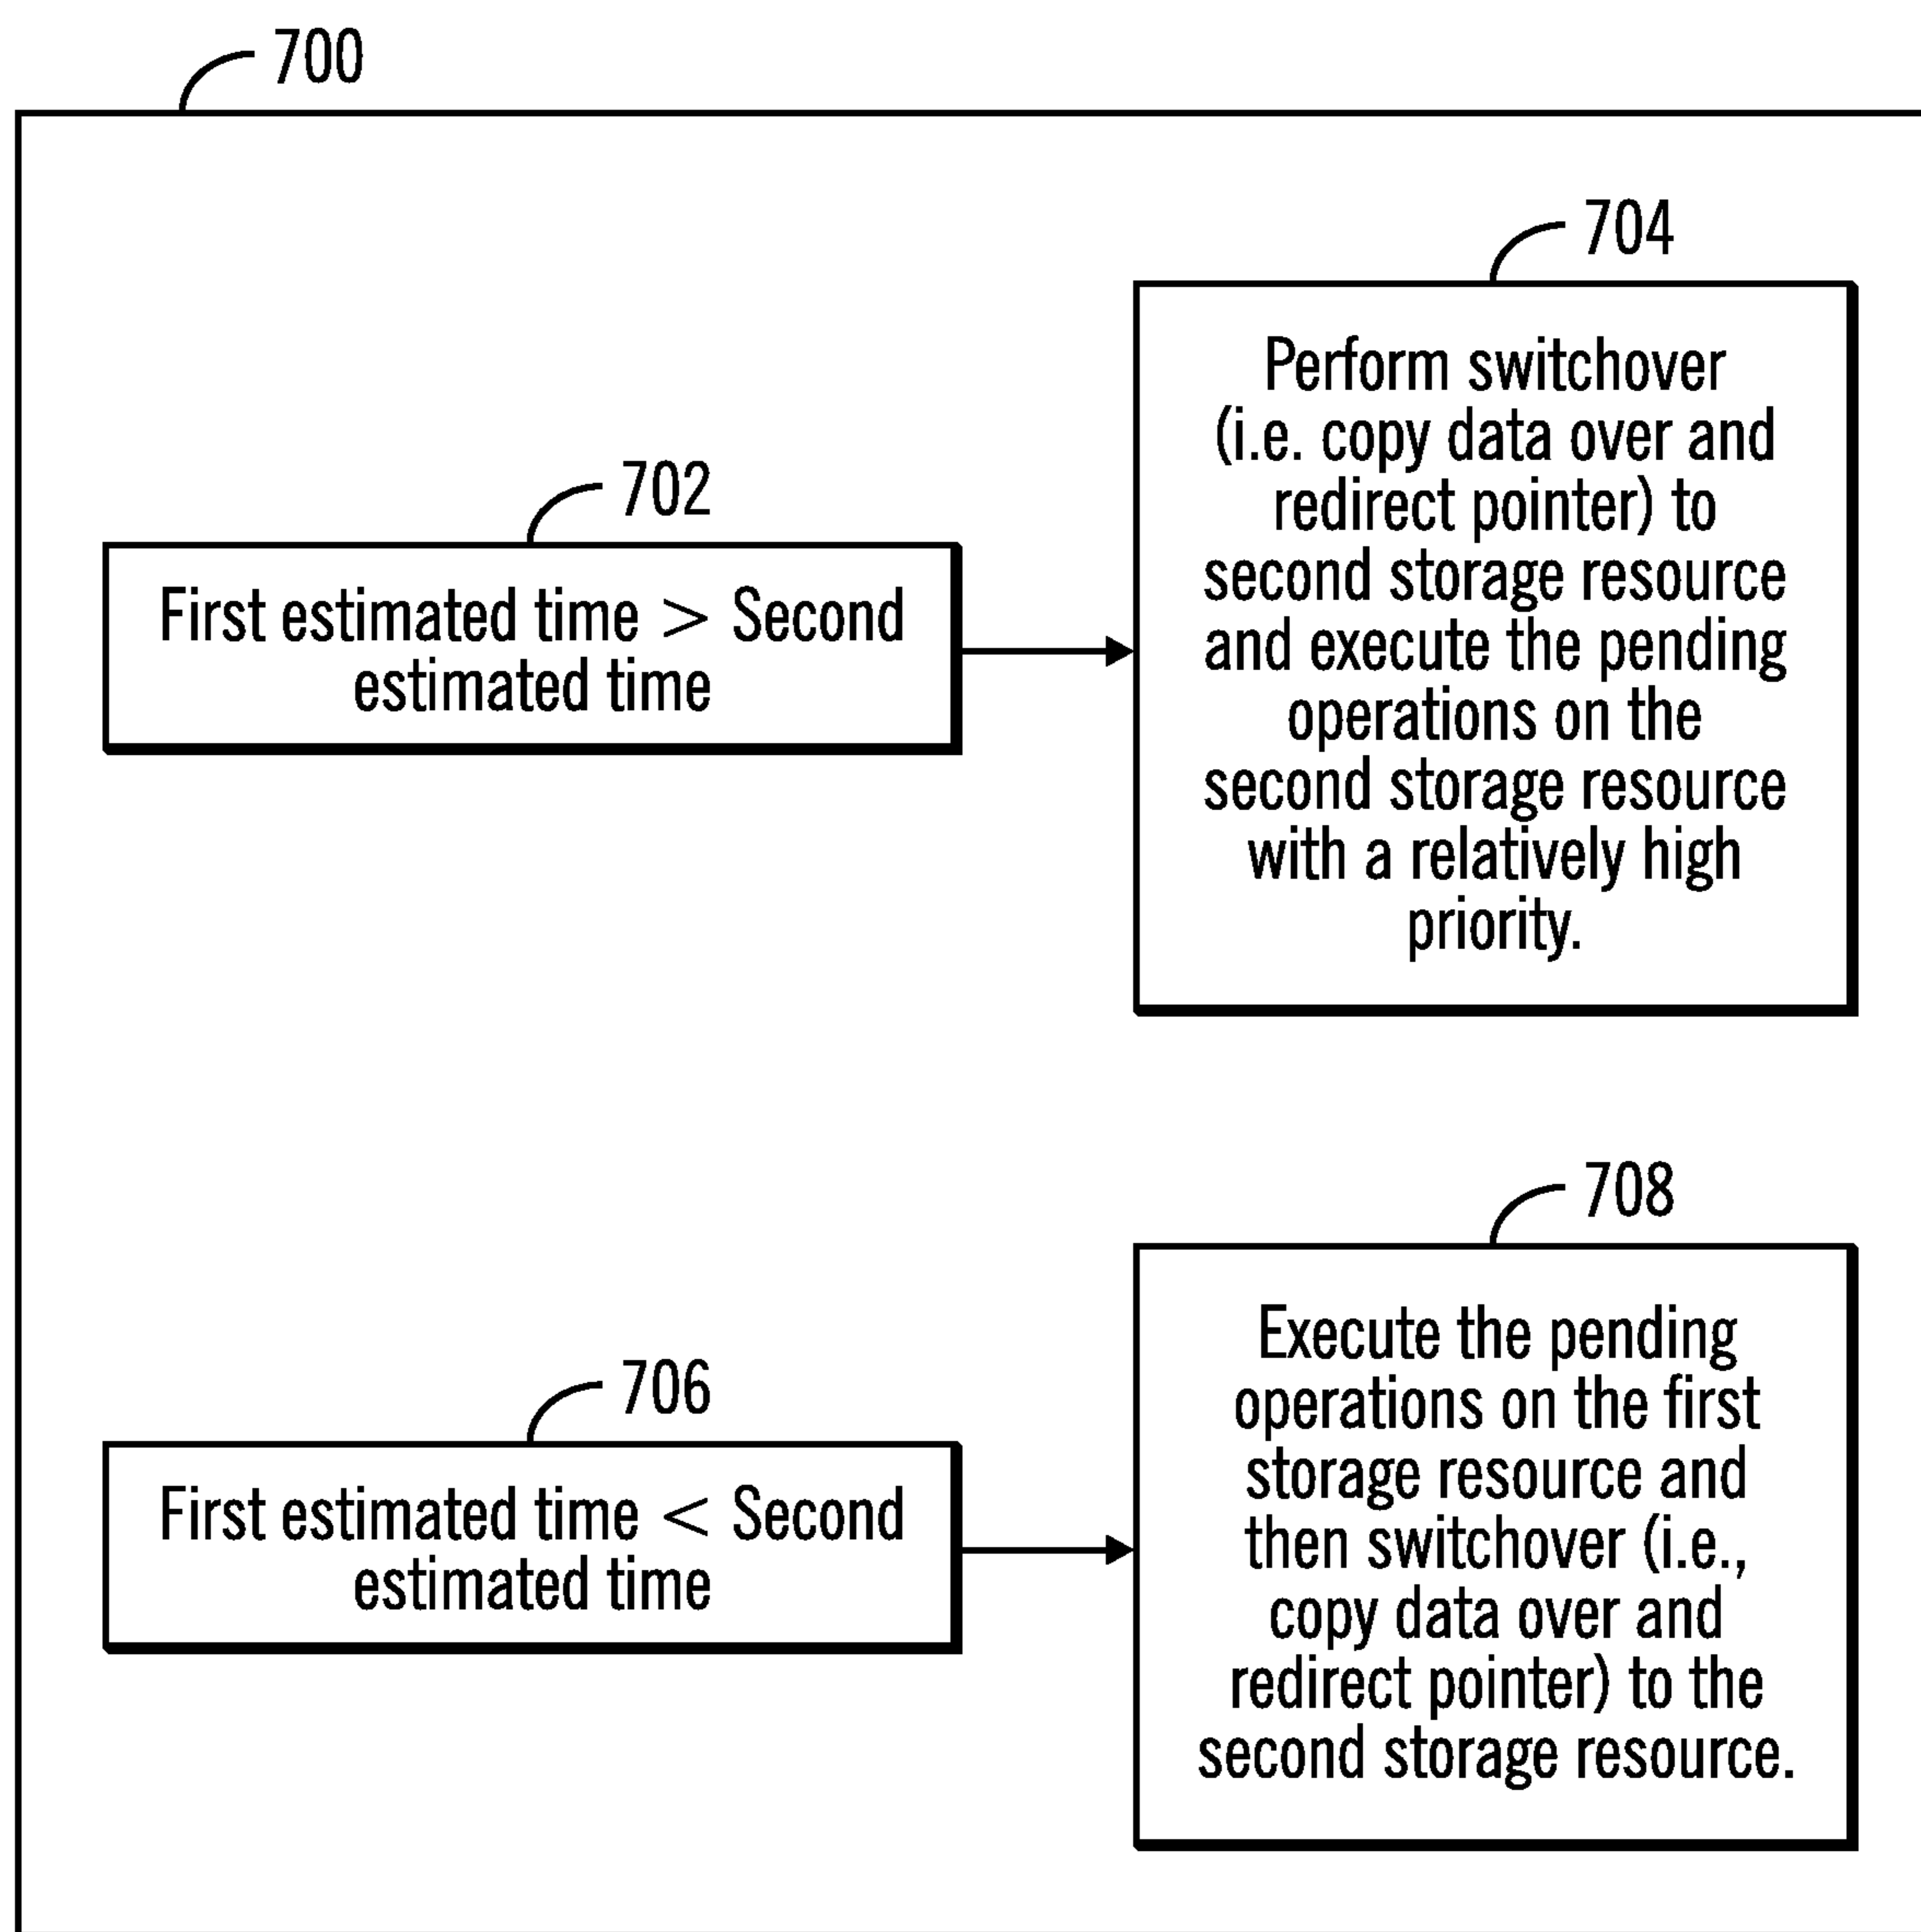 700
704
Perform switchover
(i.e. copy data over and
redirect pointer) to
second storage resource
and execute the pending
operations on the
second storage resource
with a relatively high
priority.
702
First estimated time > Second
estimated time
708
Execute the pending
operations on the first
storage resource and
then switchover (i.e.,
copy data over and
redirect pointer) to the
second storage resource.
706
First estimated time < Second
estimated time